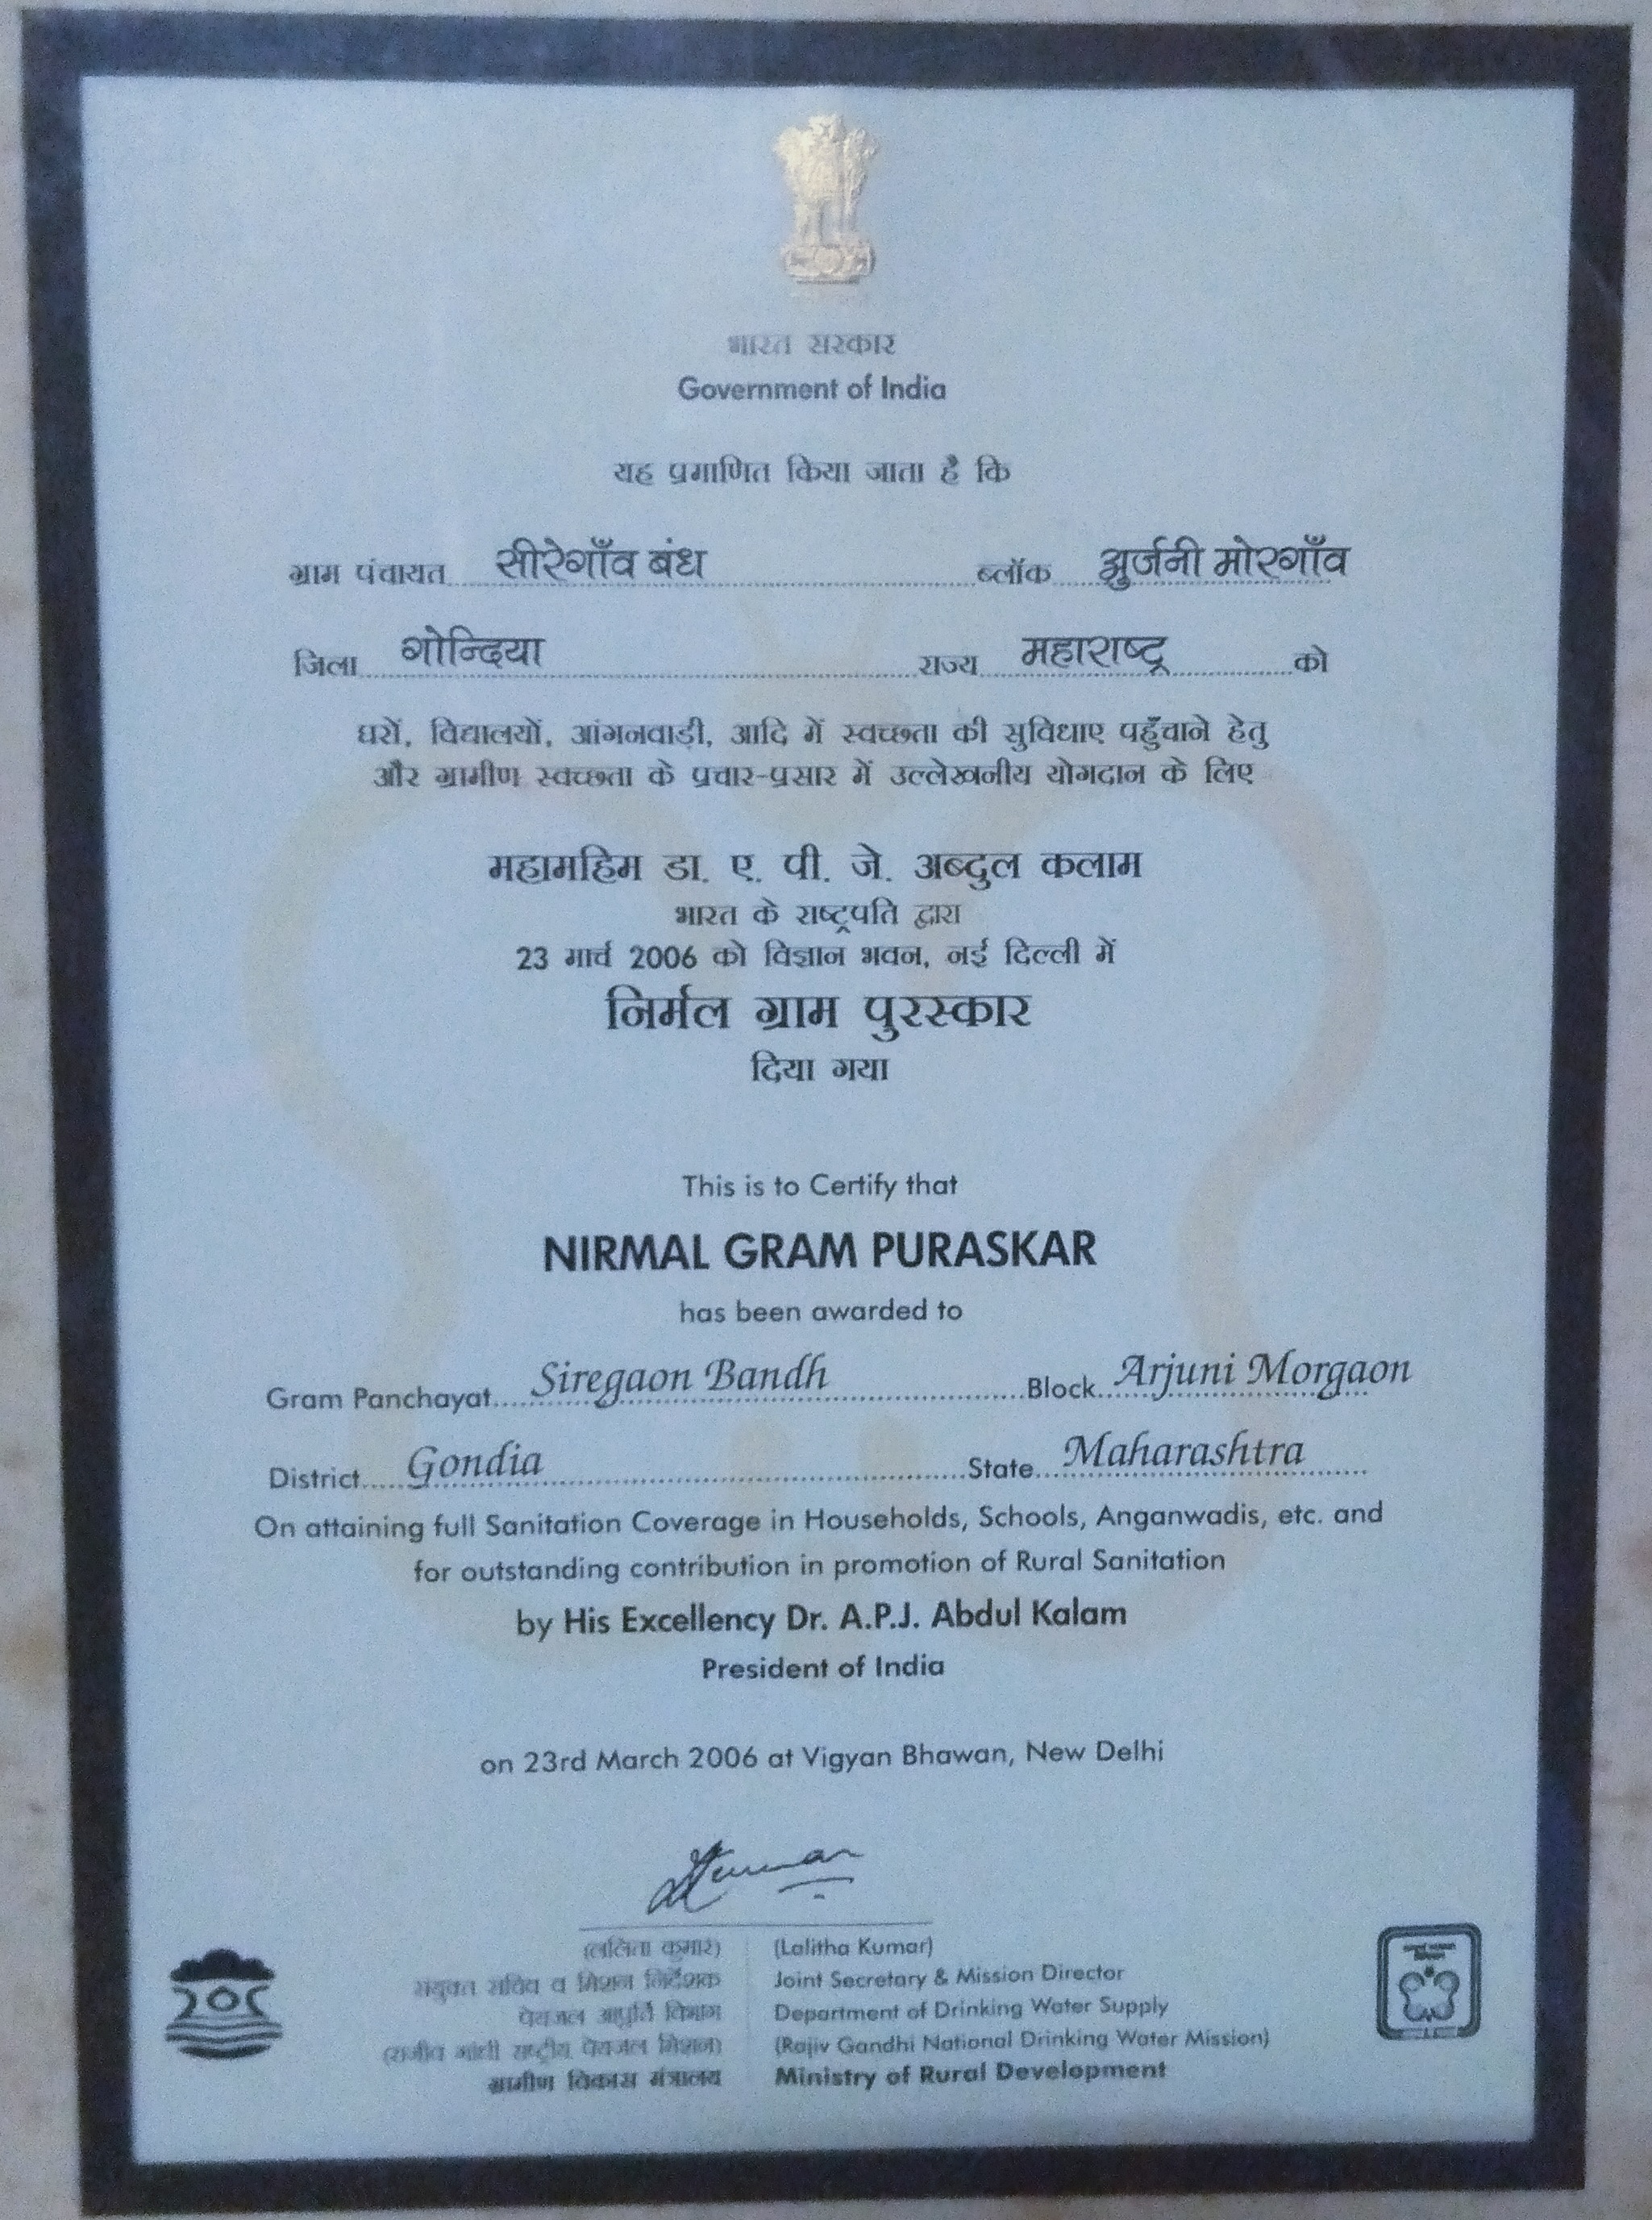 भारत सरकार
Government of India
यह प्रमाणित किया जाता है कि
ग्राम पंचायत सीरेगाँव बंध ब्लॉक झुर्जनी मोरगाँव
जिला गोन्दिया राज्य महाराष्ट्र को
घरों, विद्यालयों, आंगनवाड़ी, आदि में स्वच्छता की सुविधाए पहुँचाने हेतु
और ग्रामीण स्वच्छता के प्रचार-प्रसार में उल्लेखनीय योगदान के लिए
महामहिम डा. ए. पी. जे. अब्दुल कलाम
भारत के राष्ट्रपति द्वारा
23 मार्च 2006 को विज्ञान भवन, नई दिल्ली में
निर्मल ग्राम पुरस्कार
दिया गया
This is to Certify that
NIRMAL GRAM PURASKAR
has been awarded to
Gram Panchayat Siregaon Bandh Block Arjuni Morgaon
District Gondia State Maharashtra
On attaining full Sanitation Coverage in Households, Schools, Anganwadis, etc. and
for outstanding contribution in promotion of Rural Sanitation
by His Excellency Dr. A.P.J. Abdul Kalam
President of India
on 23rd March 2006 at Vigyan Bhawan, New Delhi
(ललिता कुमार) (Lalitha Kumar)
संयुक्त सचिव व मिशन निर्देशक Joint Secretary & Mission Director
पेयजल आपूर्ति विभाग Department of Drinking Water Supply
(राजीव गांधी राष्ट्रीय पेयजल मिशन) (Rajiv Gandhi National Drinking Water Mission)
ग्रामीण विकास मंत्रालय Ministry of Rural Development